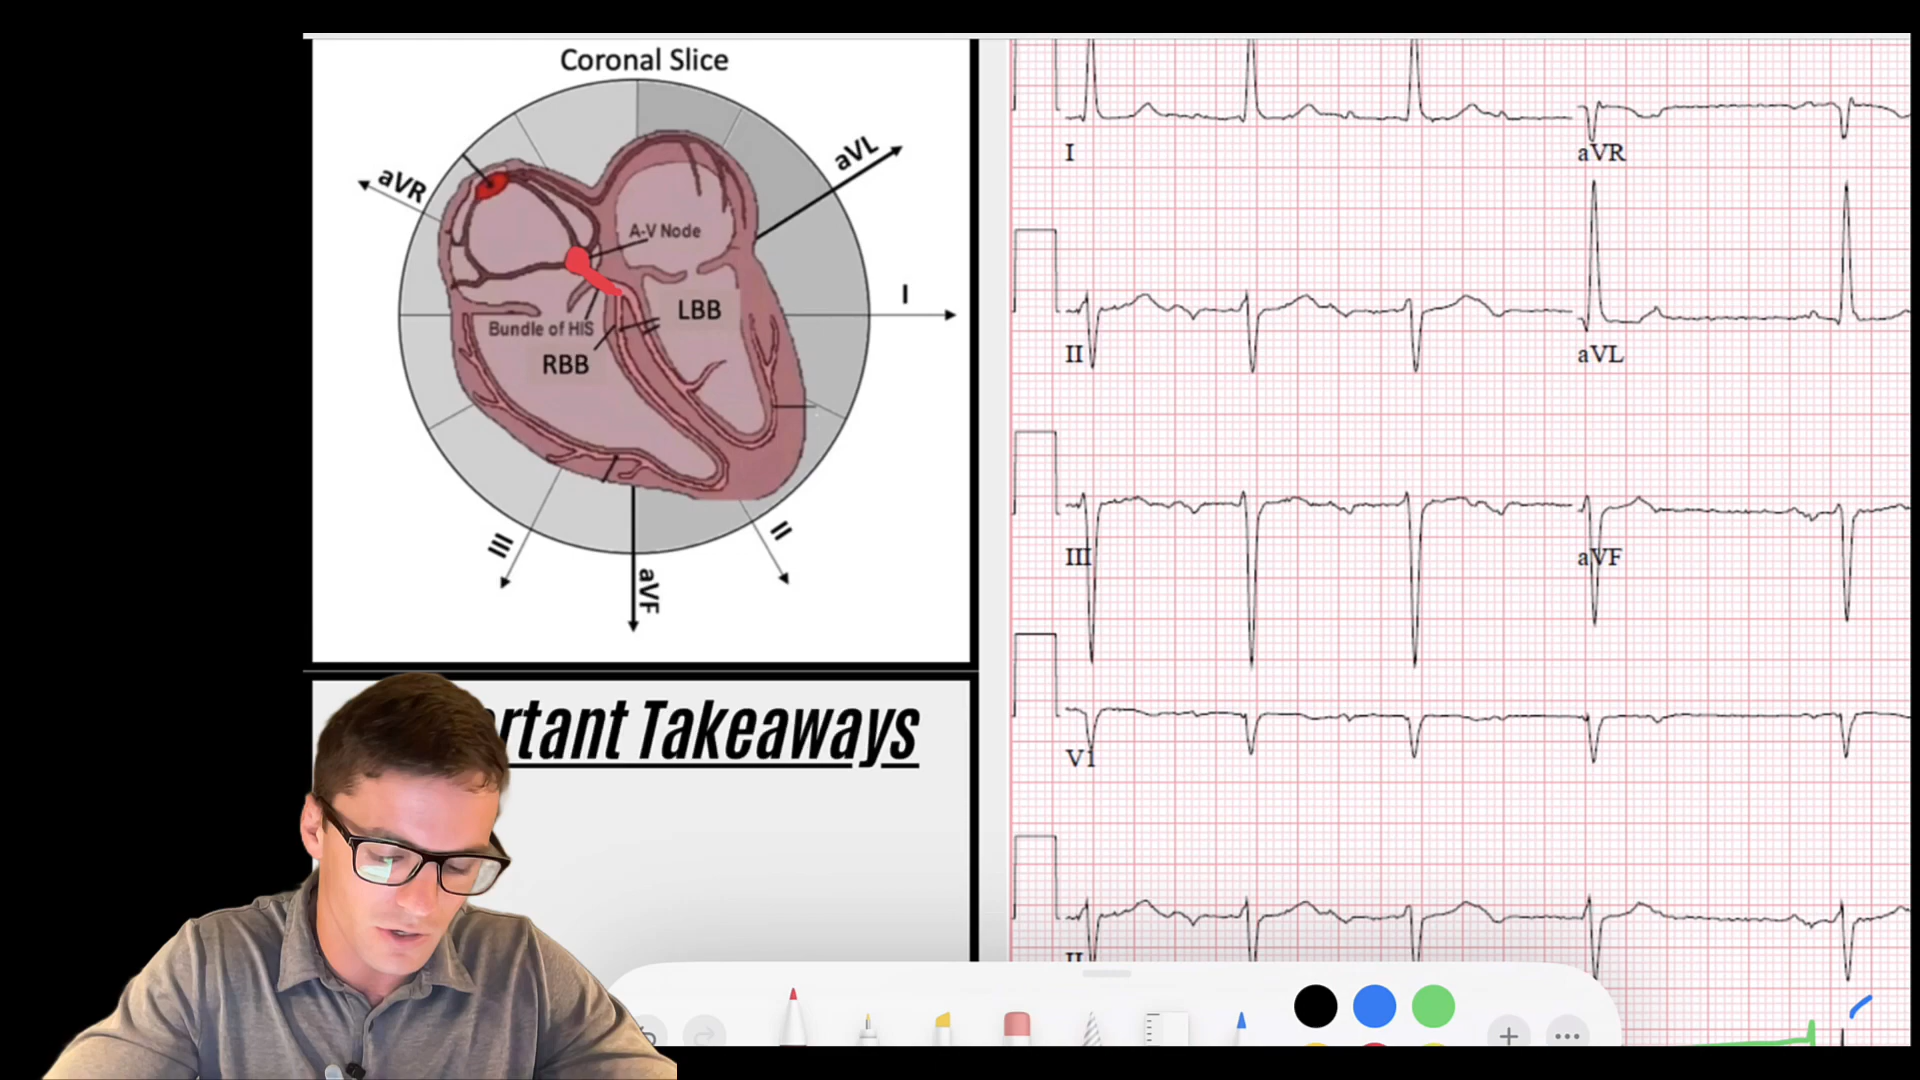 Coronal Slice
aVR
aVL
A-V Node
I
LBB
Bundle of HIS
RBB
III
aVF
II
rtant Takeaways
I
aVR
II
aVL
III
aVF
V1
II